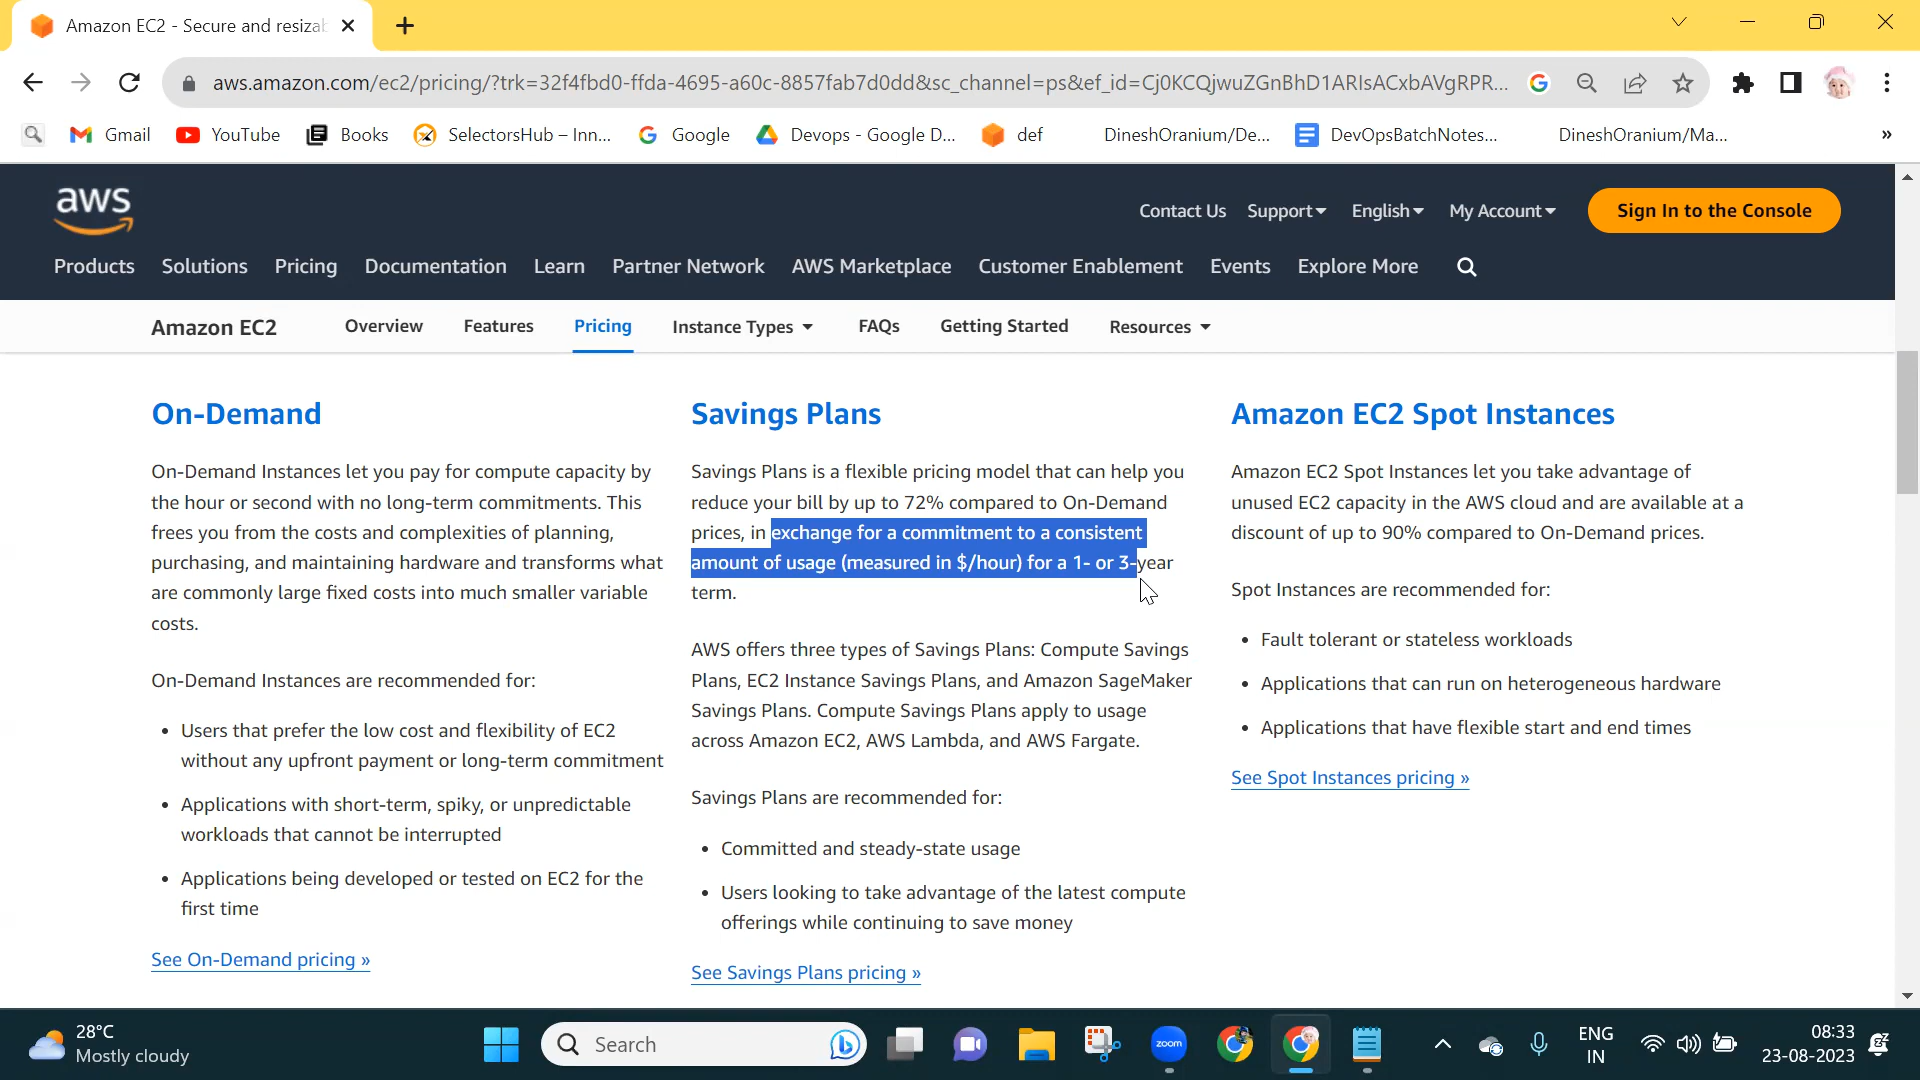 Amazon EC2 - Secure and resizab
aws.amazon.com/ec2/pricing/?trk=32f4fbd0-ffda-4695-a60c-8857fab7d0dd&sc_channel=ps&ef_id=Cj0KCQjwuZGnBhD1ARIsACxbAVgRPR...
Gmail YouTube Books SelectorsHub – Inn... Google Devops - Google D... def DineshOranium/De... DevOpsBatchNotes... DineshOranium/Ma... »
aws
Contact Us Support English My Account Sign In to the Console
Products Solutions Pricing Documentation Learn Partner Network AWS Marketplace Customer Enablement Events Explore More
Amazon EC2 Overview Features Pricing Instance Types FAQs Getting Started Resources
On-Demand
On-Demand Instances let you pay for compute capacity by
the hour or second with no long-term commitments. This
frees you from the costs and complexities of planning,
purchasing, and maintaining hardware and transforms what
are commonly large fixed costs into much smaller variable
costs.
On-Demand Instances are recommended for:
• Users that prefer the low cost and flexibility of EC2
without any upfront payment or long-term commitment
• Applications with short-term, spiky, or unpredictable
workloads that cannot be interrupted
• Applications being developed or tested on EC2 for the
first time
See On-Demand pricing »
Savings Plans
Savings Plans is a flexible pricing model that can help you
reduce your bill by up to 72% compared to On-Demand
prices, in exchange for a commitment to a consistent
amount of usage (measured in $/hour) for a 1- or 3-year
term.
AWS offers three types of Savings Plans: Compute Savings
Plans, EC2 Instance Savings Plans, and Amazon SageMaker
Savings Plans. Compute Savings Plans apply to usage
across Amazon EC2, AWS Lambda, and AWS Fargate.
Savings Plans are recommended for:
• Committed and steady-state usage
• Users looking to take advantage of the latest compute
offerings while continuing to save money
See Savings Plans pricing »
Amazon EC2 Spot Instances
Amazon EC2 Spot Instances let you take advantage of
unused EC2 capacity in the AWS cloud and are available at a
discount of up to 90% compared to On-Demand prices.
Spot Instances are recommended for:
• Fault tolerant or stateless workloads
• Applications that can run on heterogeneous hardware
• Applications that have flexible start and end times
See Spot Instances pricing »
28°C
Mostly cloudy
Search
zoom
ENG
IN
08:33
23-08-2023